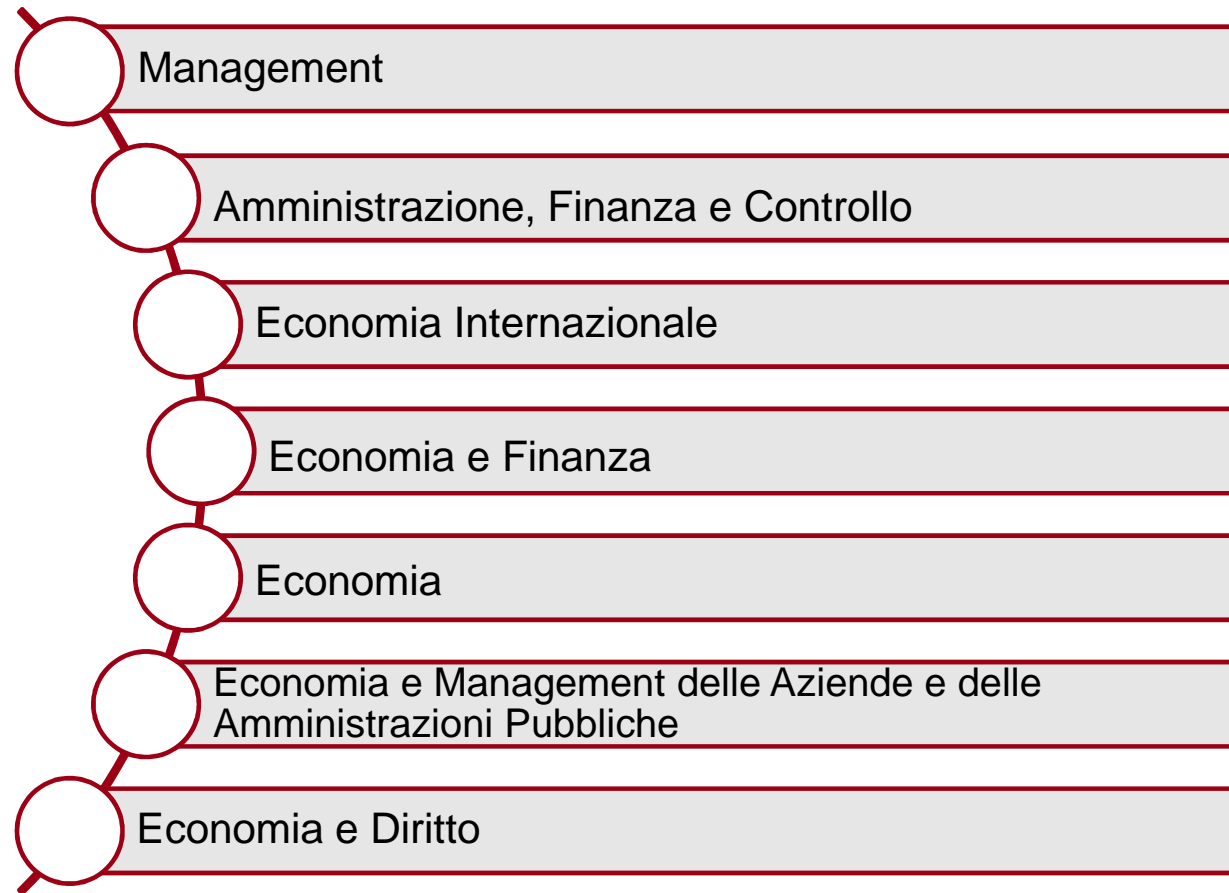 Management
Amministrazione, Finanza e Controllo
Economia Internazionale
Economia e Finanza
Economia
Economia e Management delle Aziende e delle
Amministrazioni Pubbliche
Economia e Diritto